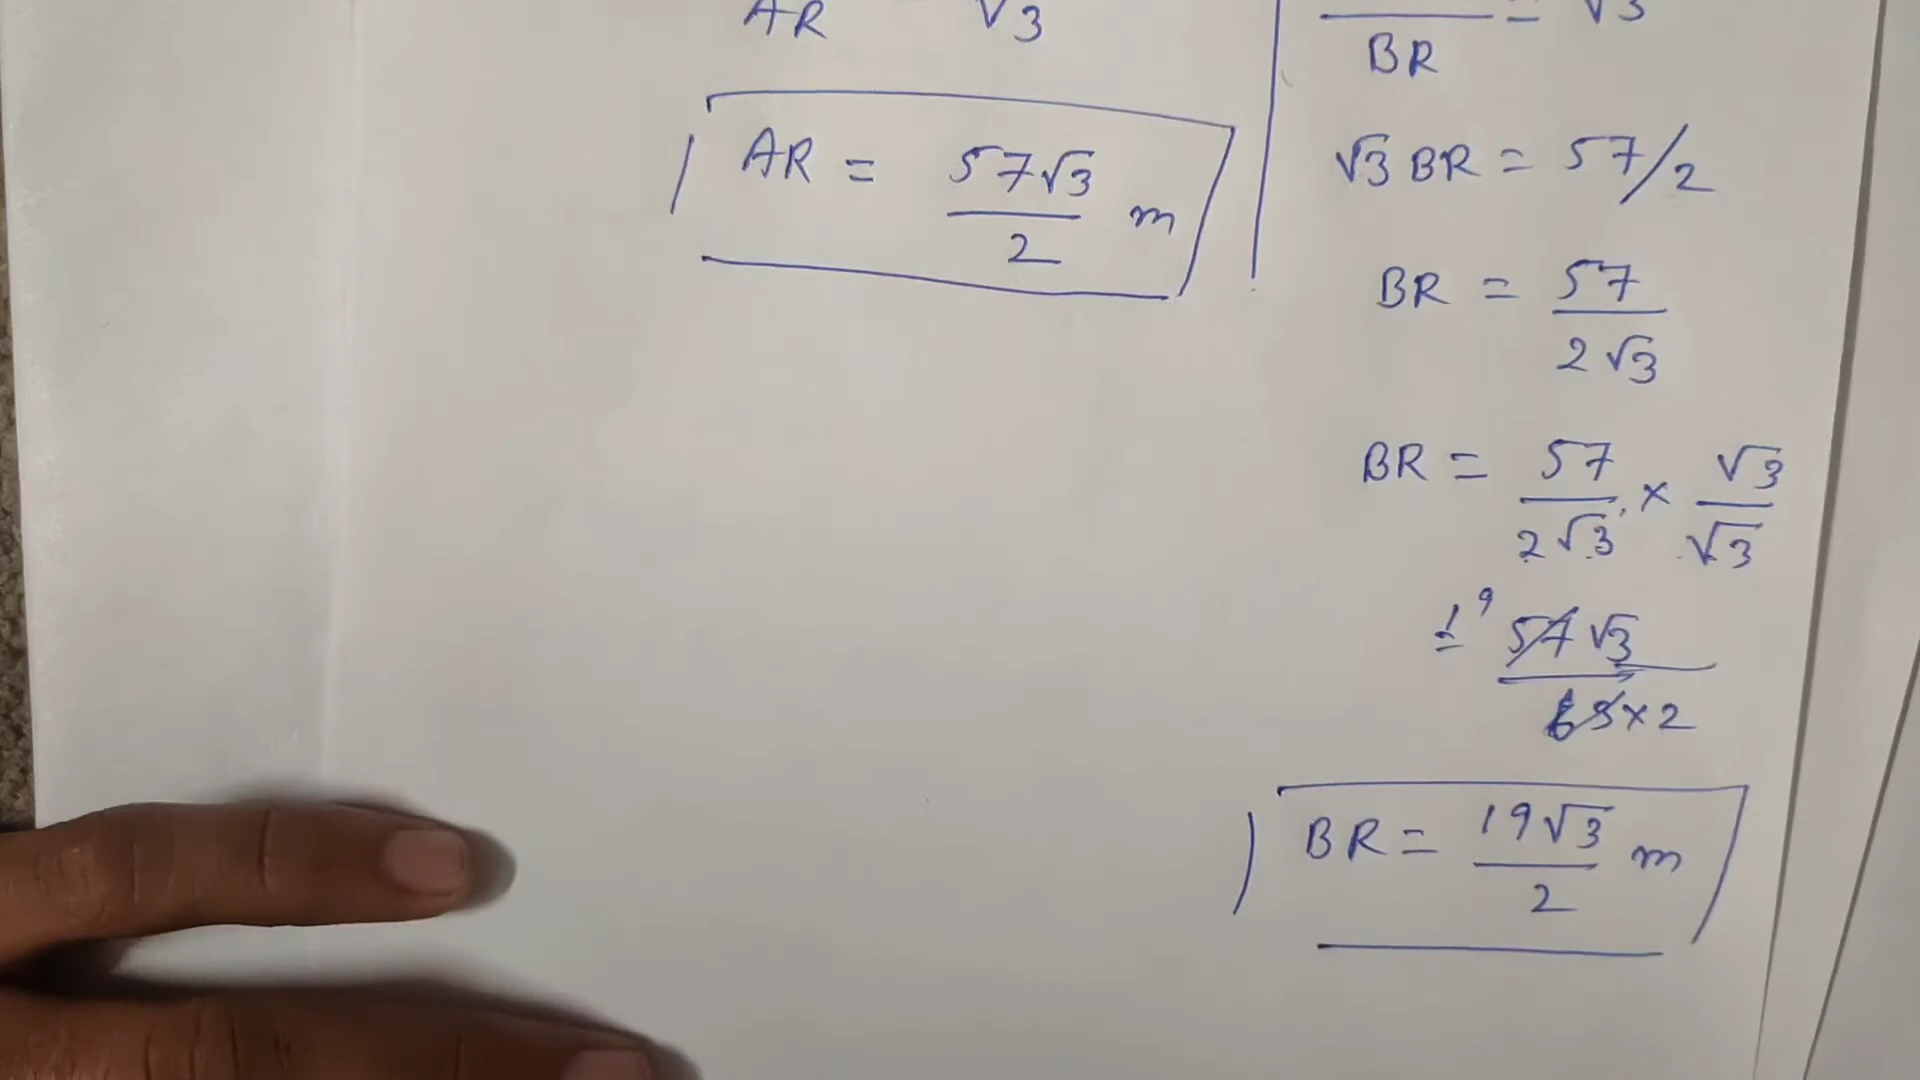 AR √3
AR = 57√3 / 2 m
BR = √3
√3 BR = 57/2
BR = 57 / 2√3
BR = 57 / 2√3 × √3 / √3
= 19 57√3 / 3×2
BR = 19√3 / 2 m